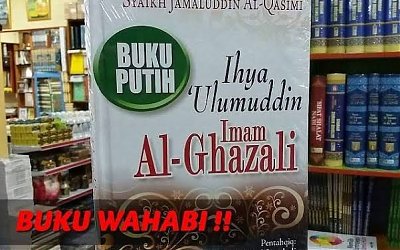 SYAIKH JAMALUDDIN AL-QASIMI
BUKU
PUTIH
Ihya
'Ulumuddin
Imam
Al-Ghazali
BUKU WAHABI !!
Pentahqiq: